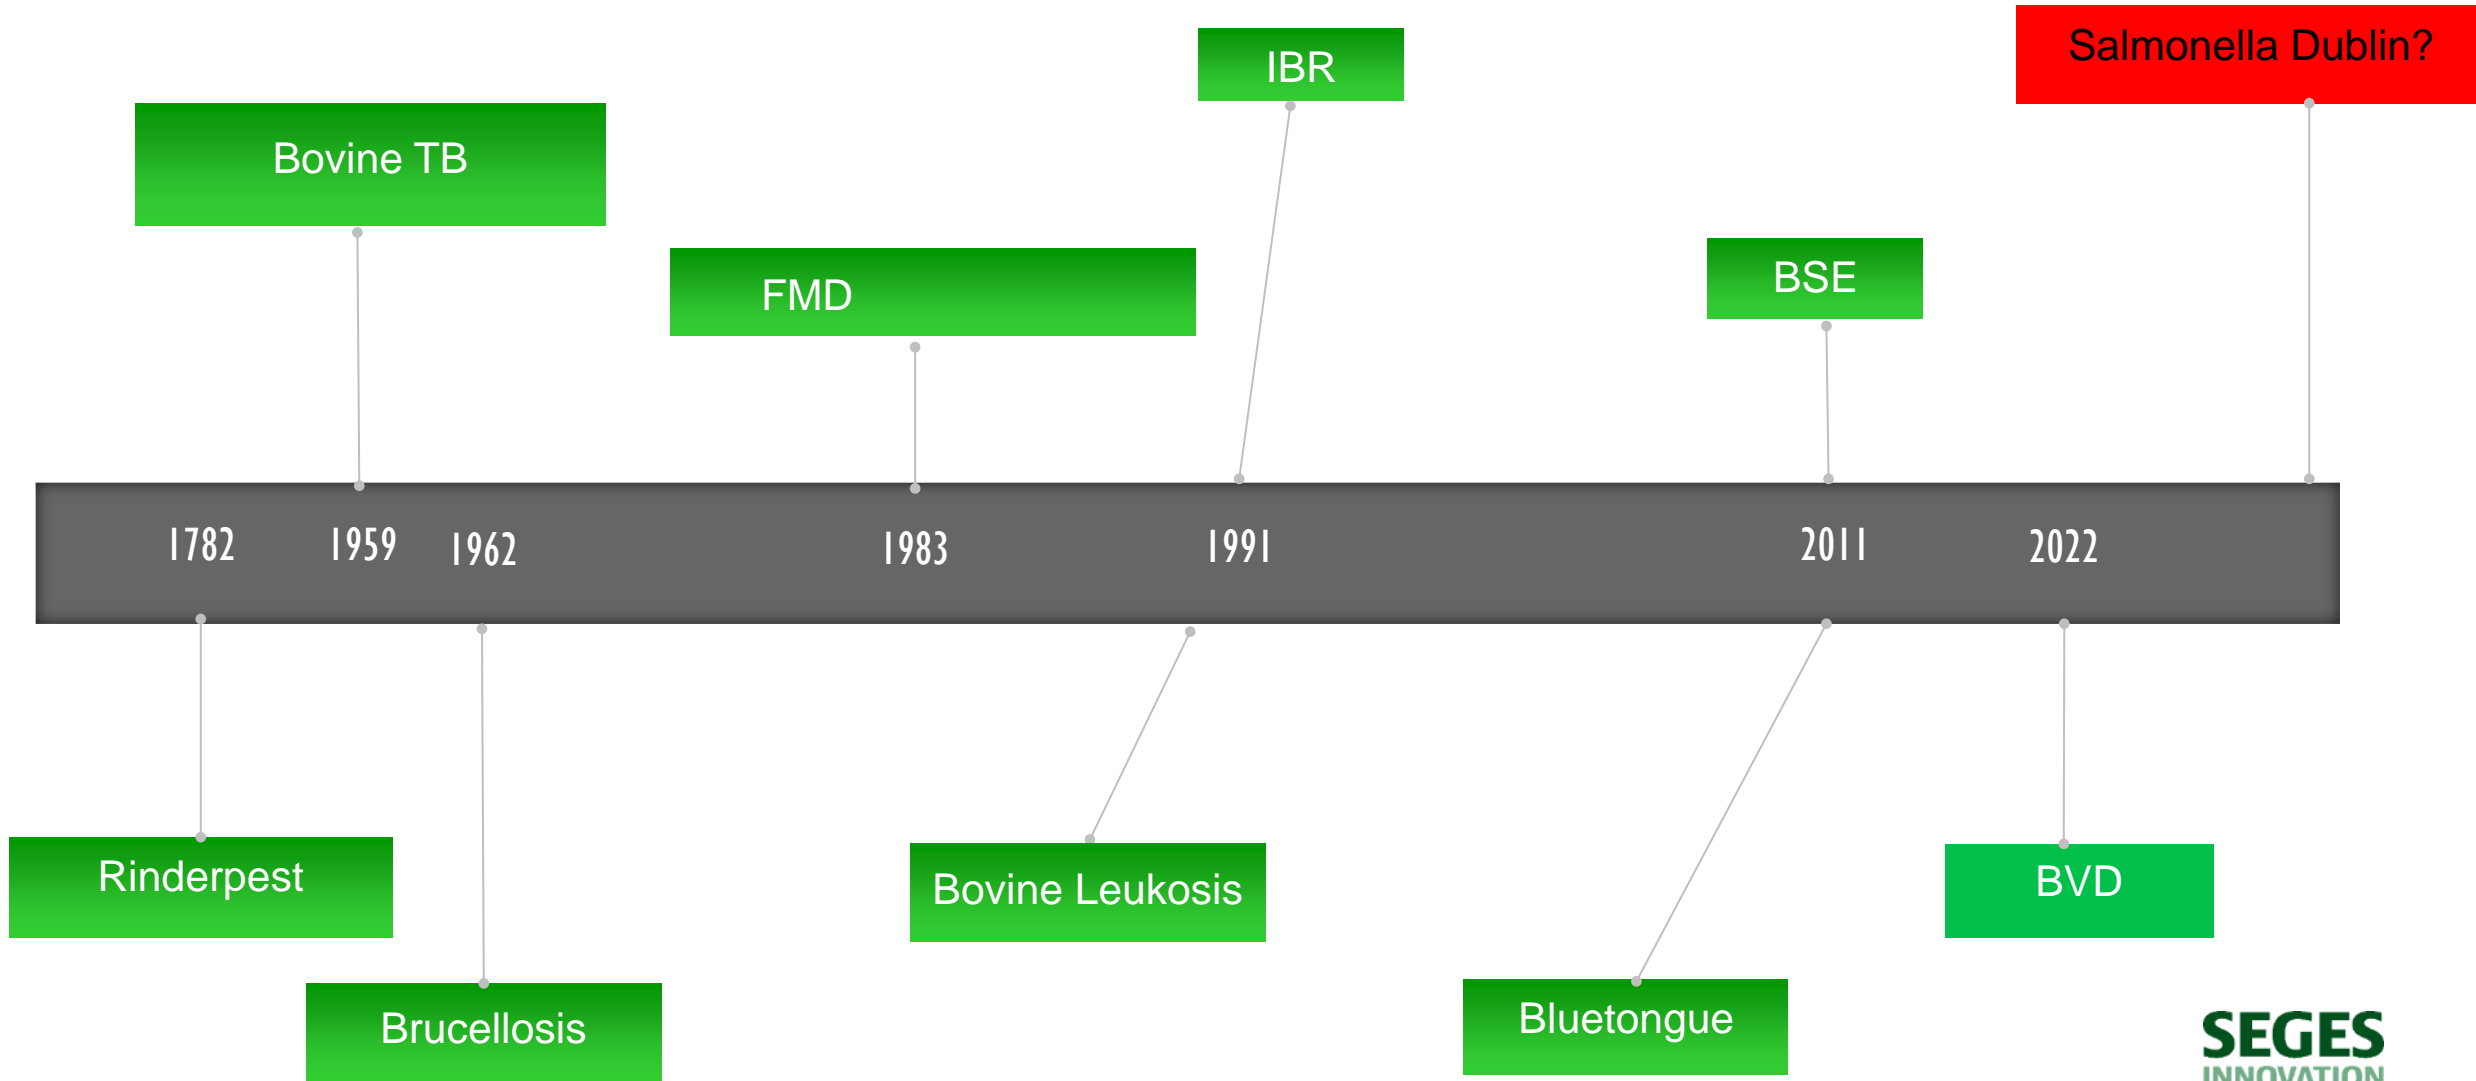 Salmonella Dublin?
IBR
Bovine TB
FMD
BSE
1782
1959
1962
1983
1991
2011
2022
Rinderpest
Bovine Leukosis
BVD
Brucellosis
Bluetongue
SEGES
INNOVATION